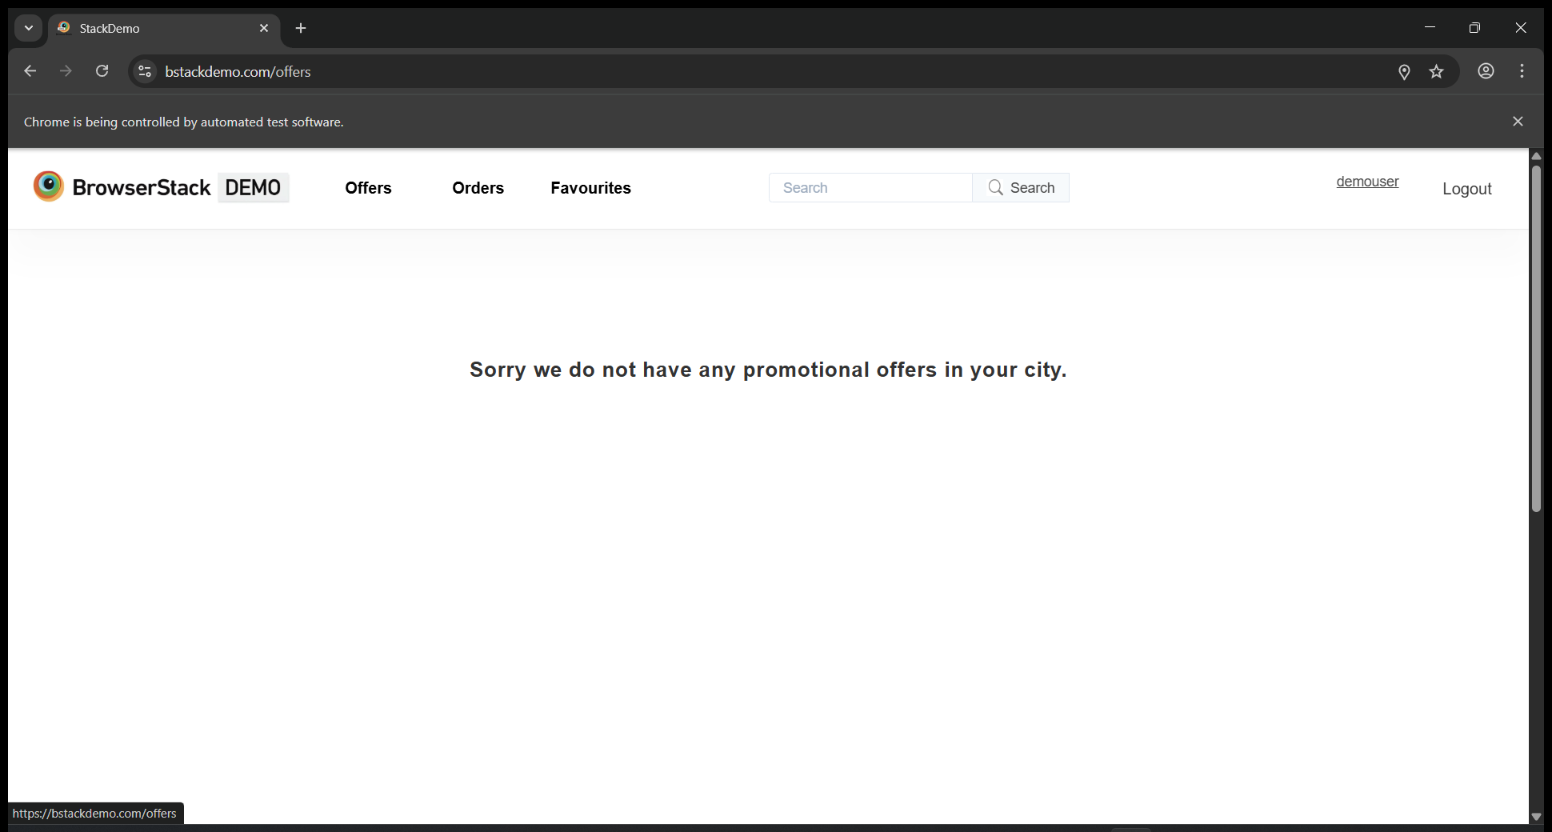 StackDemo
bstackdemo.com/offers
Chrome is being controlled by automated test software.
BrowserStack DEMO Offers Orders Favourites Search Search demouser Logout
Sorry we do not have any promotional offers in your city.
https://bstackdemo.com/offers